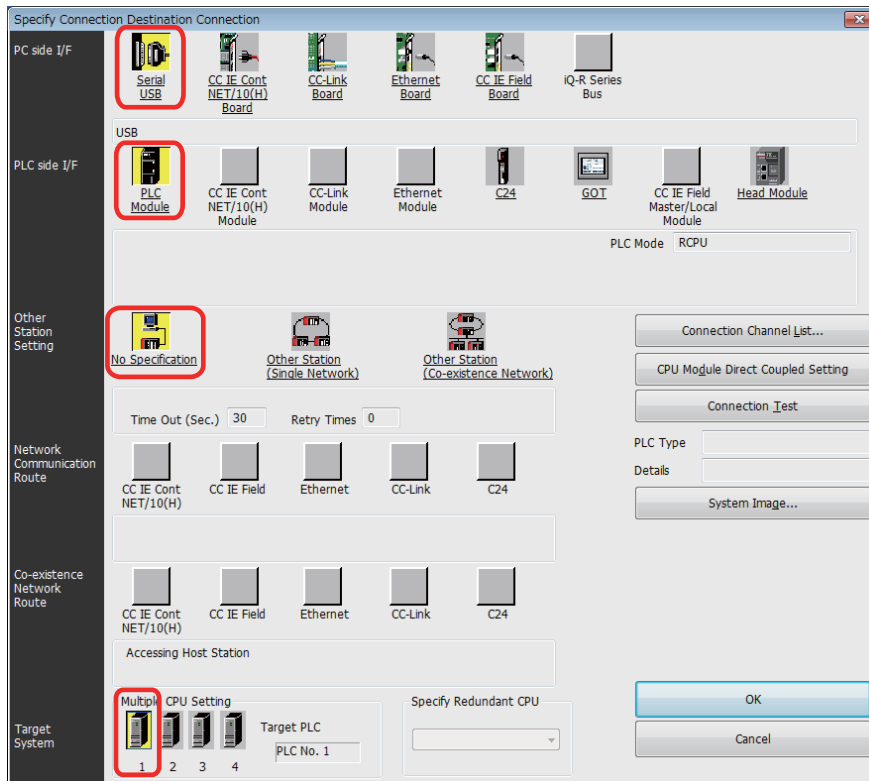 Specify Connection Destination Connection
PC side I/F
Serial
USB
CC IE Cont
NET/10(H)
Board
CC-Link
Board
Ethernet
Board
CC IE Field
Board
iQ-R Series
Bus
USB
PLC side I/F
PLC
Module
CC IE Cont
NET/10(H)
Module
CC-Link
Module
Ethernet
Module
C24
GOT
CC IE Field
Master/Local
Module
Head Module
PLC Mode RCPU
Other
Station
Setting
No Specification
Other Station
(Single Network)
Other Station
(Co-existence Network)
Connection Channel List...
CPU Module Direct Coupled Setting
Connection Test
Time Out (Sec.) 30 Retry Times 0
PLC Type
Details
System Image...
Network
Communication
Route
CC IE Cont
NET/10(H)
CC IE Field
Ethernet
CC-Link
C24
Co-existence
Network
Route
CC IE Cont
NET/10(H)
CC IE Field
Ethernet
CC-Link
C24
Accessing Host Station
Target
System
Multiple CPU Setting
1 2 3 4
Target PLC
PLC No. 1
Specify Redundant CPU
OK
Cancel